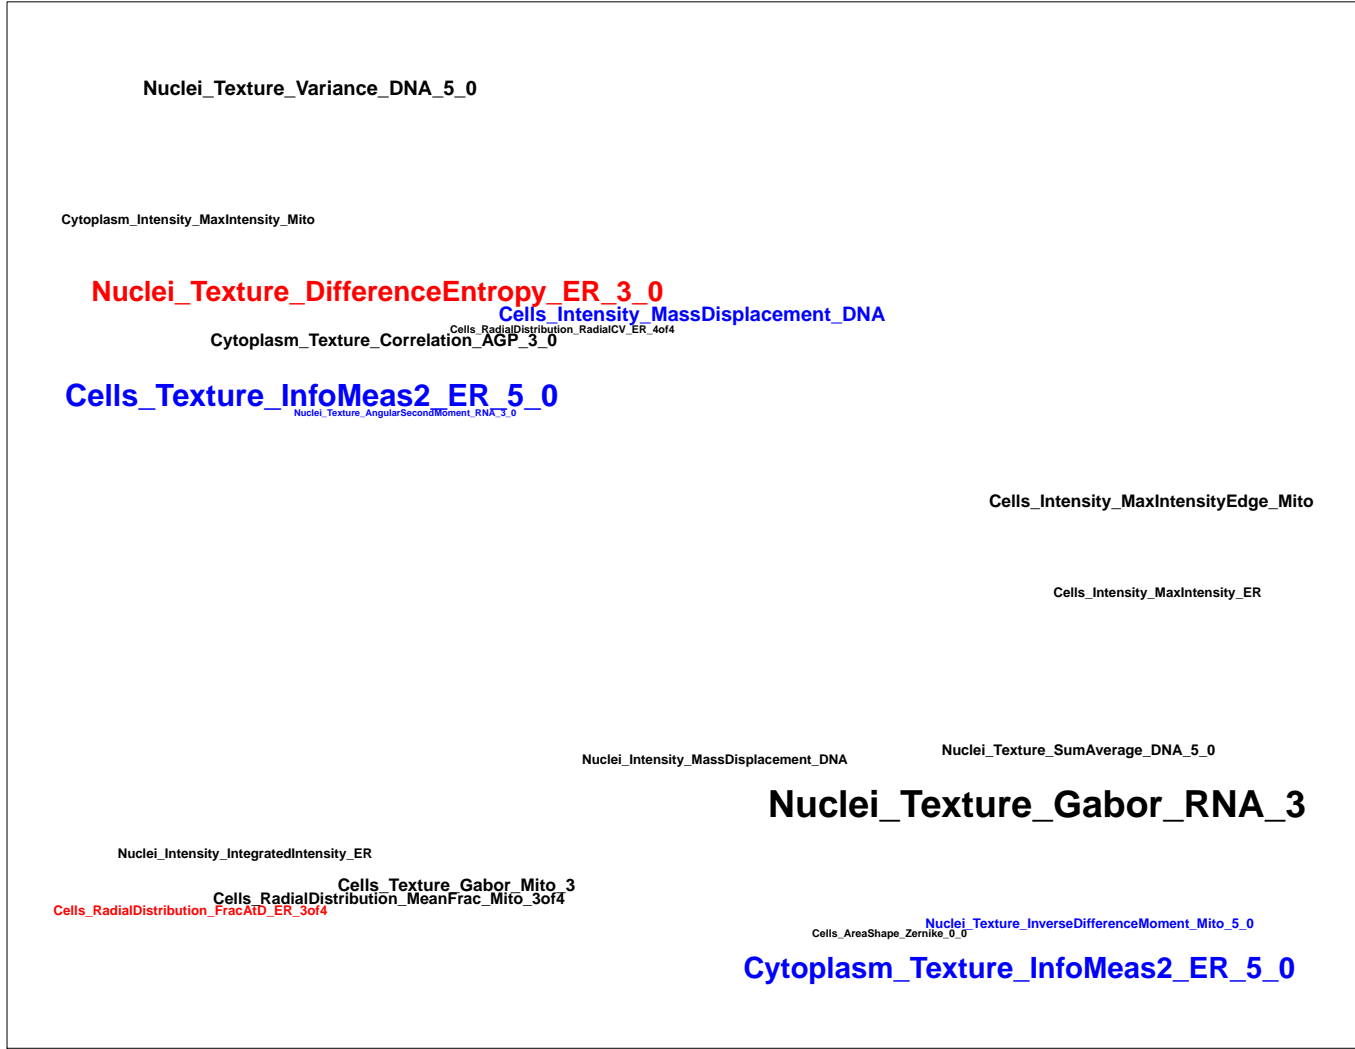 Nuclei_Texture_Variance_DNA_5_0
Cytoplasm_Intensity_MaxIntensity_Mito
Nuclei_Texture_DifferenceEntropy_ER_3_0
Cells_Intensity_MassDisplacement_DNA
Cells_RadialDistribution_RadialCV_ER_4of4
Cytoplasm_Texture_Correlation_AGP_3_0
Cells_Texture_InfoMeas2_ER_5_0
Nuclei_Texture_AngularSecondMoment_RNA_3_0
Cells_Intensity_MaxIntensityEdge_Mito
Cells_Intensity_MaxIntensity_ER
Nuclei_Texture_SumAverage_DNA_5_0
Nuclei_Intensity_MassDisplacement_DNA
Nuclei_Texture_Gabor_RNA_3
Nuclei_Intensity_IntegratedIntensity_ER
Cells_Texture_Gabor_Mito_3
Cells_RadialDistribution_MeanFrac_Mito_3of4
Cells_RadialDistribution_FracAtD_ER_3of4
Nuclei_Texture_InverseDifferenceMoment_Mito_5_0
Cells_AreaShape_Zernike_0_0
Cytoplasm_Texture_InfoMeas2_ER_5_0